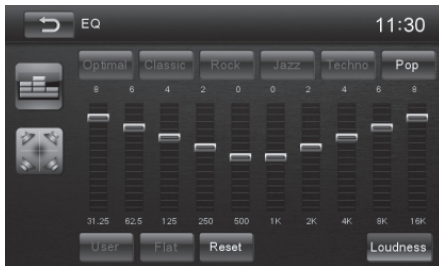 EQ 11:30
Optimal Classic Rock Jazz Techno Pop
8 6 4 2 0 0 2 4 6 8
31.25 62.5 125 250 500 1K 2K 4K 8K 16K
User Flat Reset Loudness